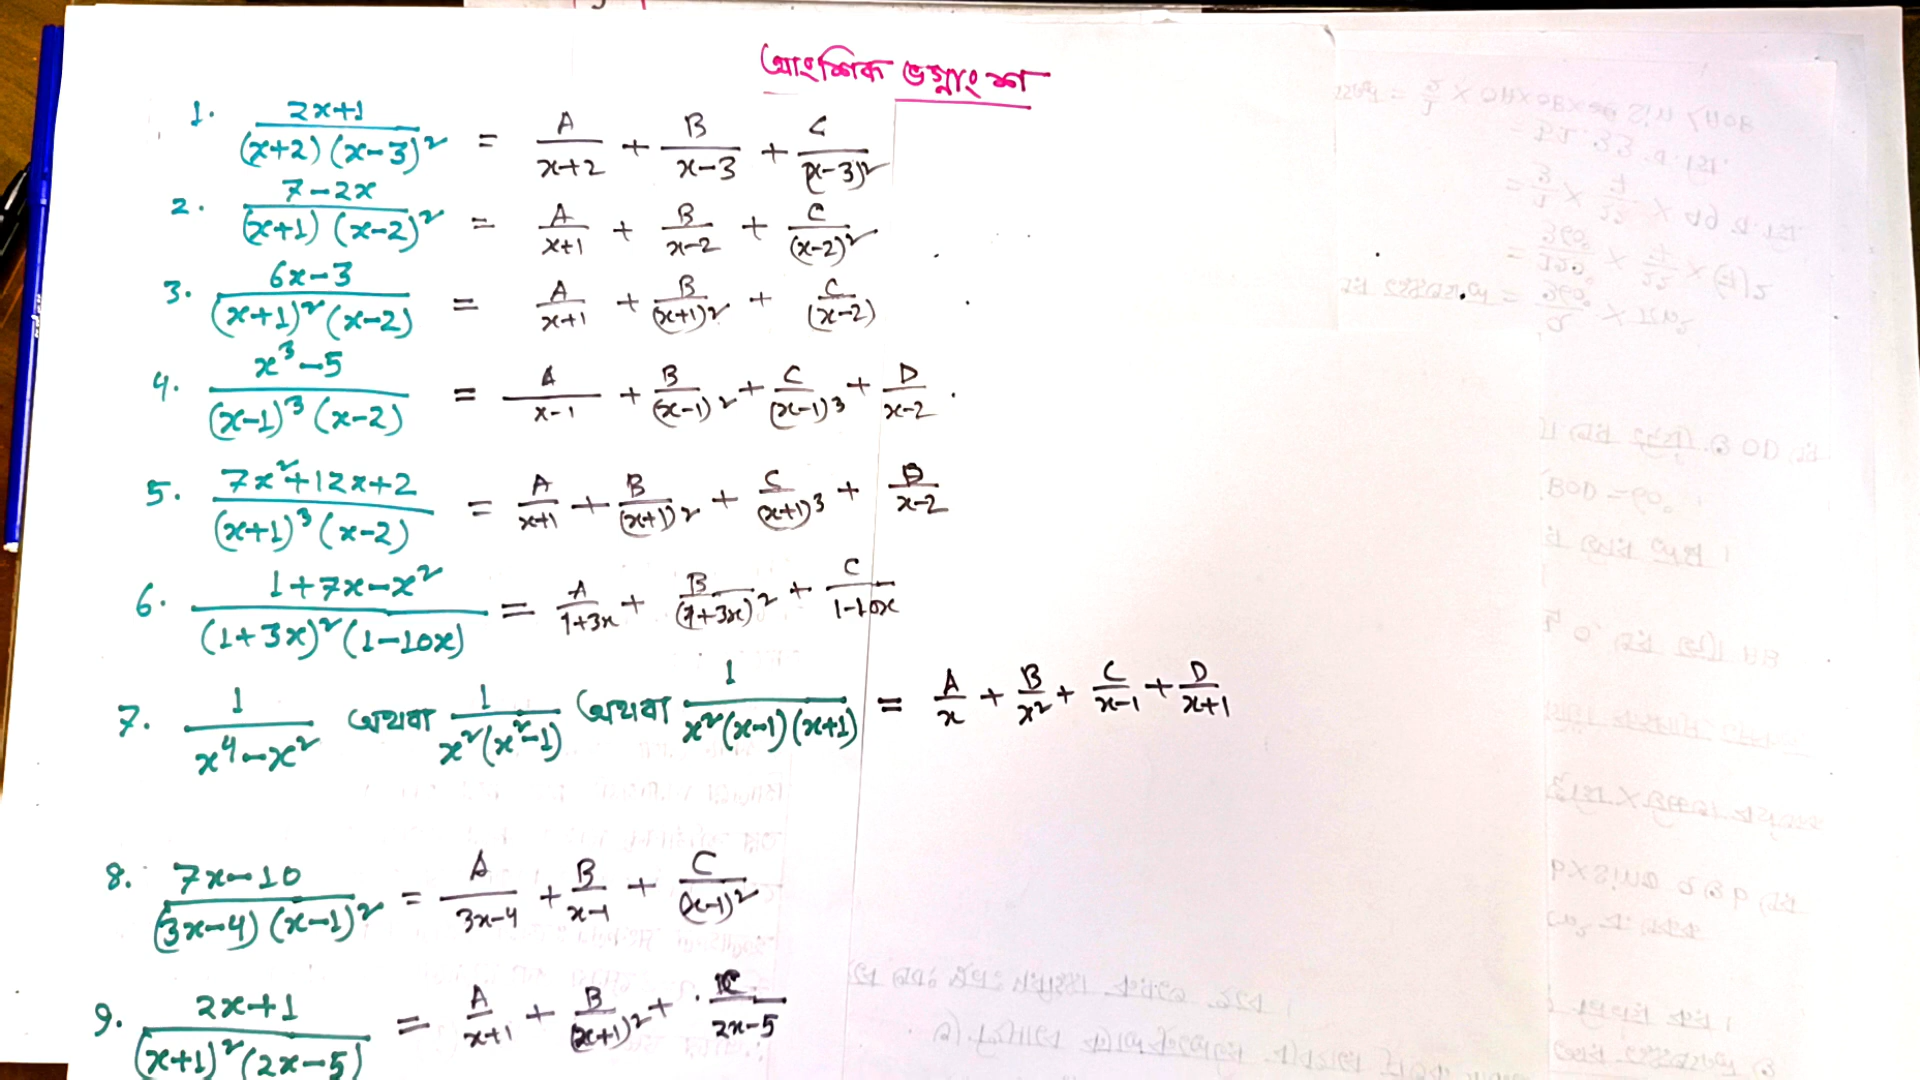 আংশিক ভগ্নাংশ
1. (2x+1)/((x+2)(x-3)²) = A/(x+2) + B/(x-3) + C/(x-3)²
2. (7-2x)/((x+1)(x-2)²) = A/(x+1) + B/(x-2) + C/(x-2)²
3. (6x-3)/((x+1)²(x-2)) = A/(x+1) + B/(x+1)² + C/(x-2)
4. (x³-5)/((x-1)³(x-2)) = A/(x-1) + B/(x-1)² + C/(x-1)³ + D/(x-2)
5. (7x²+12x+2)/((x+1)³(x-2)) = A/(x+1) + B/(x+1)² + C/(x+1)³ + D/(x-2)
6. (1+7x-x²)/((1+3x)²(1-10x)) = A/(1+3x) + B/(1+3x)² + C/(1-10x)
7. 1/(x⁴-x²) অথবা 1/(x²(x²-1)) অথবা 1/(x²(x-1)(x+1)) = A/x + B/x² + C/(x-1) + D/(x+1)
8. (7x-10)/((3x-4)(x-1)²) = A/(3x-4) + B/(x-1) + C/(x-1)²
9. (2x+1)/((x+1)²(2x-5)) = A/(x+1) + B/(x+1)² + C/(2x-5)